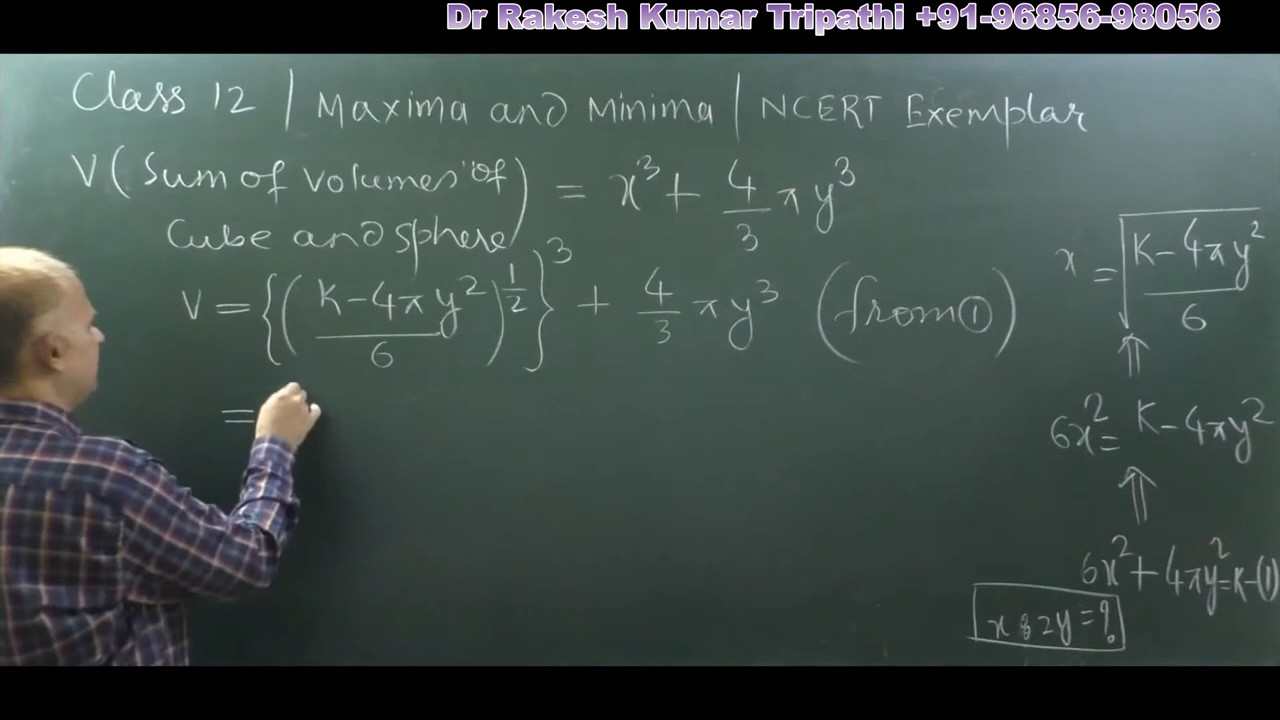 Dr Rakesh Kumar Tripathi +91-96856-98056
Class 12 | Maxima and Minima | NCERT Exemplar
V (Sum of volumes of cube and sphere) = x³ + 4/3 πy³
V = {((K-4πy²)/6)^(1/2)}³ + 4/3 πy³ (from ①)
=
x = √((K-4πy²)/6)
⇑
6x² = K-4πy²
⇑
6x² + 4πy² = K-(1)
x : 2y = ?